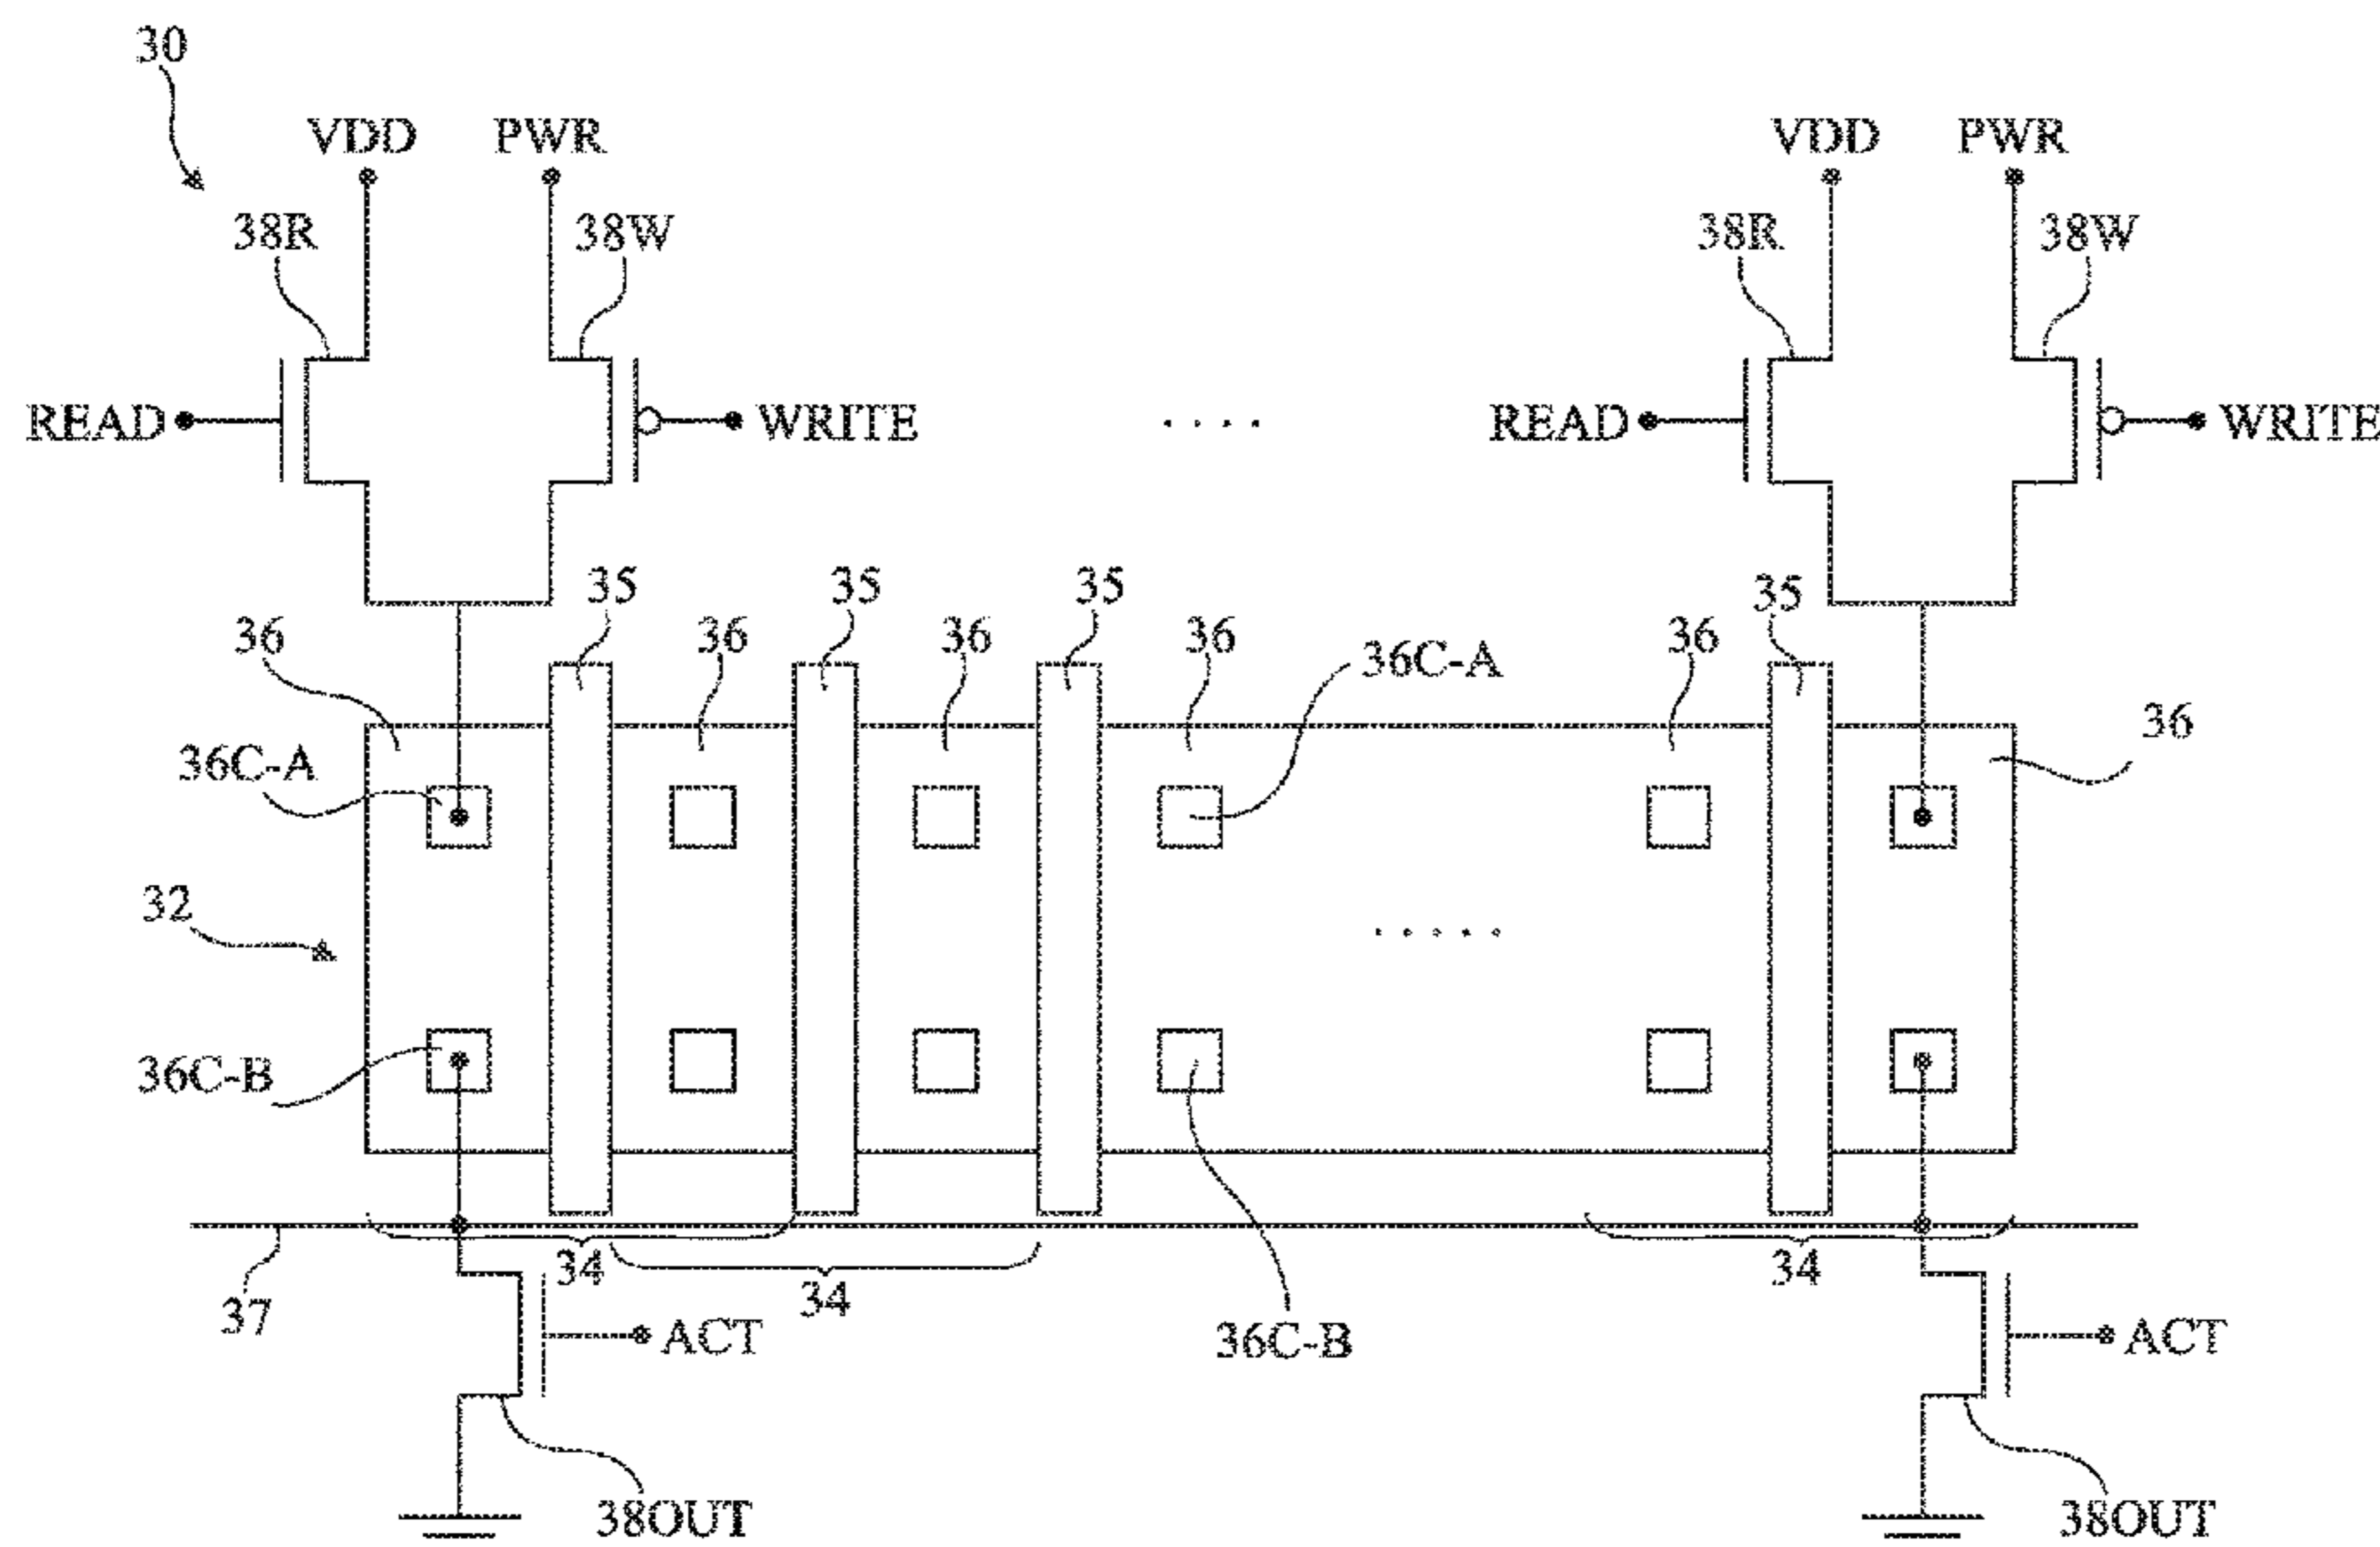 30
VDD PWR VDD PWR
38R 38W 38R 38W
READ WRITE READ WRITE
35 35 35 35
36 36 36 36 36C-A 36 36
36C-A
32
36C-B
34 34 34
37
ACT 36C-B ACT
38OUT 38OUT